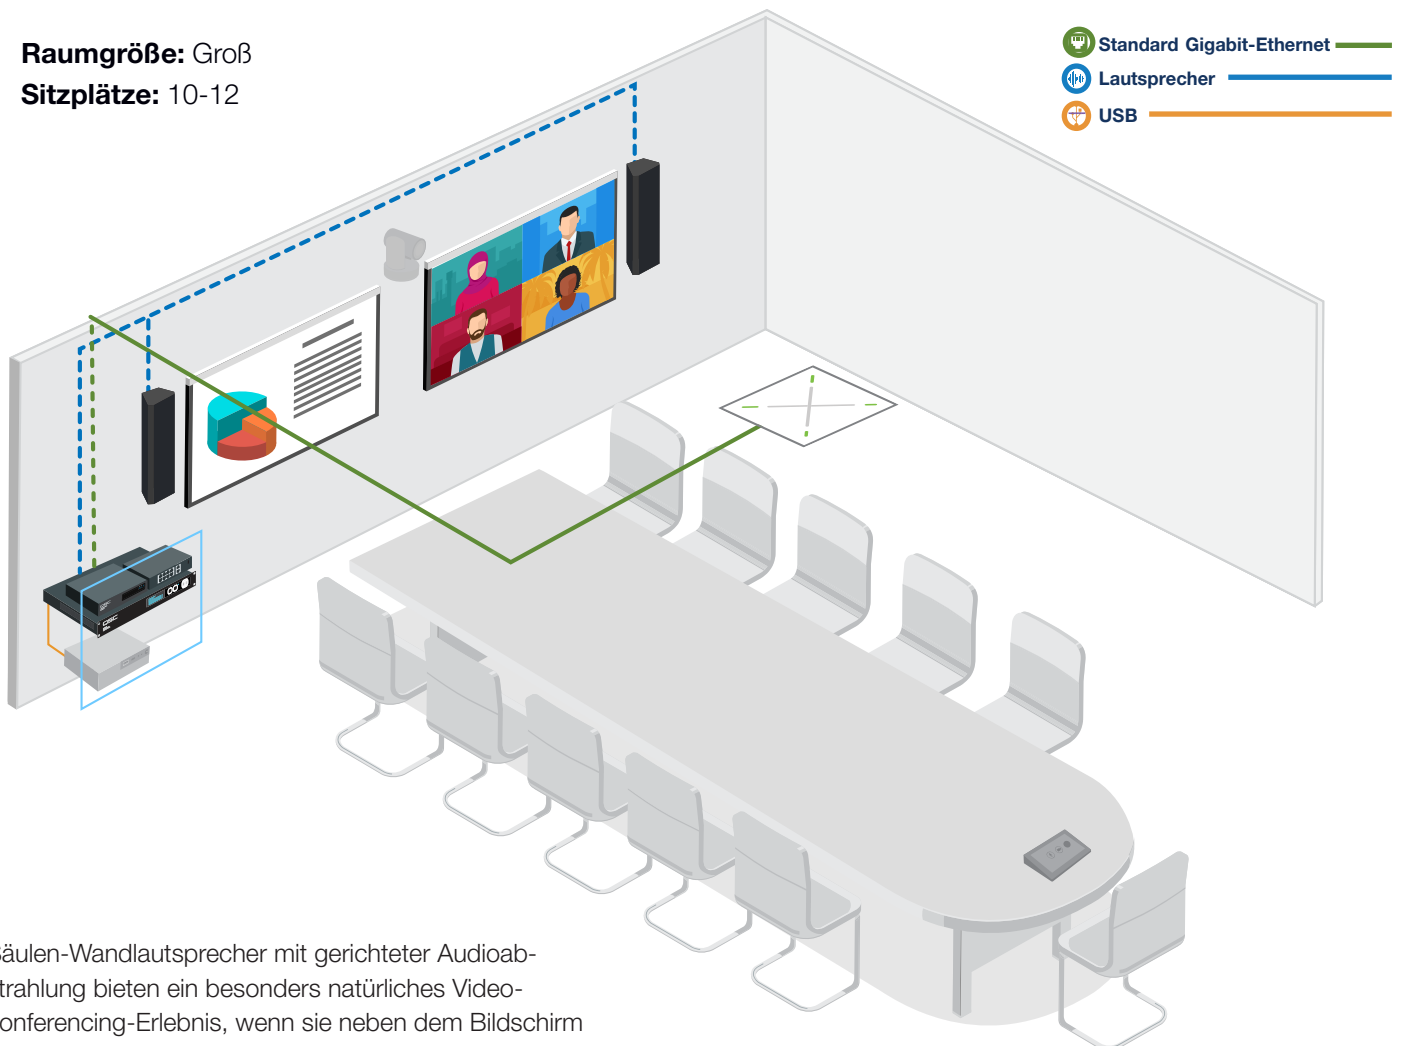 Raumgröße: Groß
Sitzplätze: 10-12
Standard Gigabit-Ethernet
Lautsprecher
USB
QSC
äulen-Wandlautsprecher mit gerichteter Audioab-
trahlung bieten ein besonders natürliches Video-
onferencing-Erlebnis, wenn sie neben dem Bildschirm